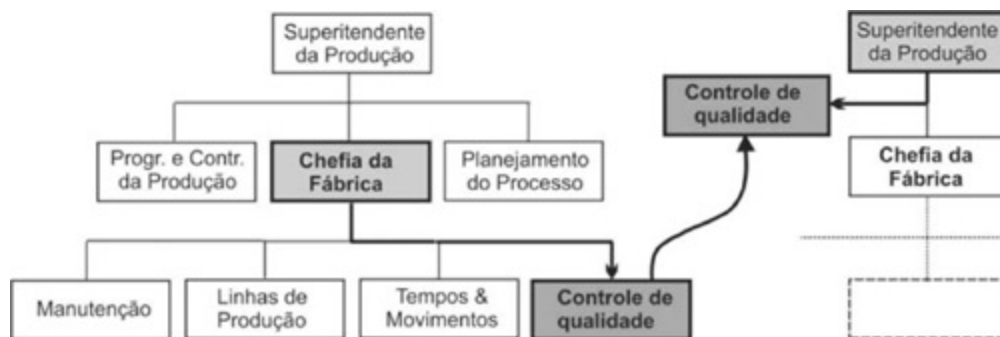 Superitendente
da Produção
Progr. e Contr.
da Produção
Chefia da
Fábrica
Planejamento
do Processo
Manutenção
Linhas de
Produção
Tempos &
Movimentos
Controle de
qualidade
Controle de
qualidade
Superitendente
da Produção
Chefia da
Fábrica